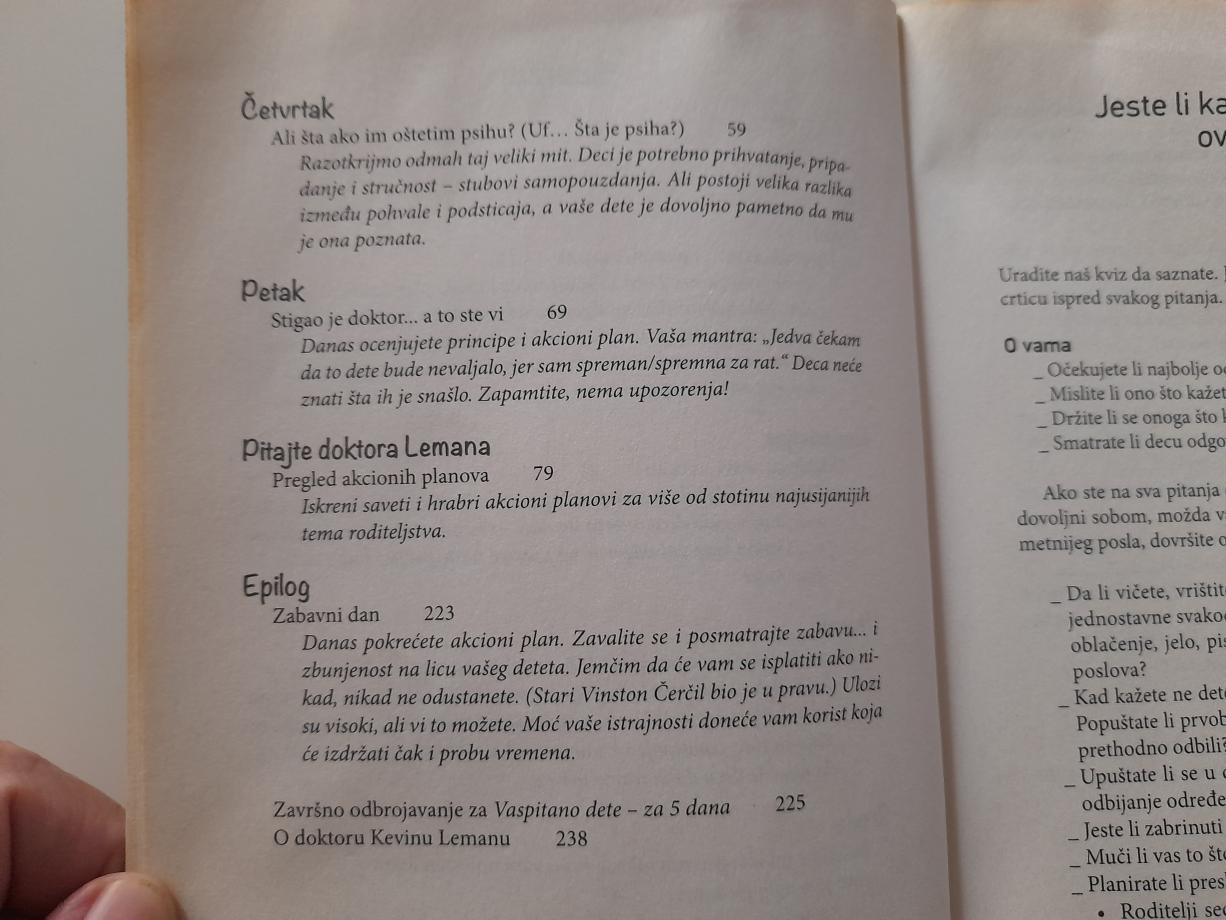 Četvrtak
Ali šta ako im oštetim psihu? (Uf… Šta je psiha?) 59
Razotkrijmo odmah taj veliki mit. Deci je potrebno prihvatanje, pripa-
danje i stručnost – stubovi samopouzdanja. Ali postoji velika razlika
između pohvale i podsticaja, a vaše dete je dovoljno pametno da mu
je ona poznata.
Petak
Stigao je doktor... a to ste vi 69
Danas ocenjujete principe i akcioni plan. Vaša mantra: „Jedva čekam
da to dete bude nevaljalo, jer sam spreman/spremna za rat.“ Deca neće
znati šta ih je snašlo. Zapamtite, nema upozorenja!
Pitajte doktora Lemana
Pregled akcionih planova 79
Iskreni saveti i hrabri akcioni planovi za više od stotinu najusijanijih
tema roditeljstva.
Epilog
Zabavni dan 223
Danas pokrećete akcioni plan. Zavalite se i posmatrajte zabavu... i
zbunjenost na licu vašeg deteta. Jemčim da će vam se isplatiti ako ni-
kad, nikad ne odustanete. (Stari Vinston Čerčil bio je u pravu.) Ulozi
su visoki, ali vi to možete. Moć vaše istrajnosti doneće vam korist koja
će izdržati čak i probu vremena.
Završno odbrojavanje za Vaspitano dete – za 5 dana 225
O doktoru Kevinu Lemanu 238
Jeste li ka
ov
Uradite naš kviz da saznate.
crticu ispred svakog pitanja.
O vama
_ Očekujete li najbolje o
_ Mislite li ono što kažet
_ Držite li se onoga što
_ Smatrate li decu odgo
Ako ste na sva pitanja
dovoljni sobom, možda v
metnijeg posla, dovršite o
_ Da li vičete, vrištit
jednostavne svako
oblačenje, jelo, pi
poslova?
_ Kad kažete ne det
Popuštate li prvob
prethodno odbili?
_ Upuštate li se u
odbijanje određe
_ Jeste li zabrinuti
_ Muči li vas to št
_ Planirate li pres
• Roditelji se